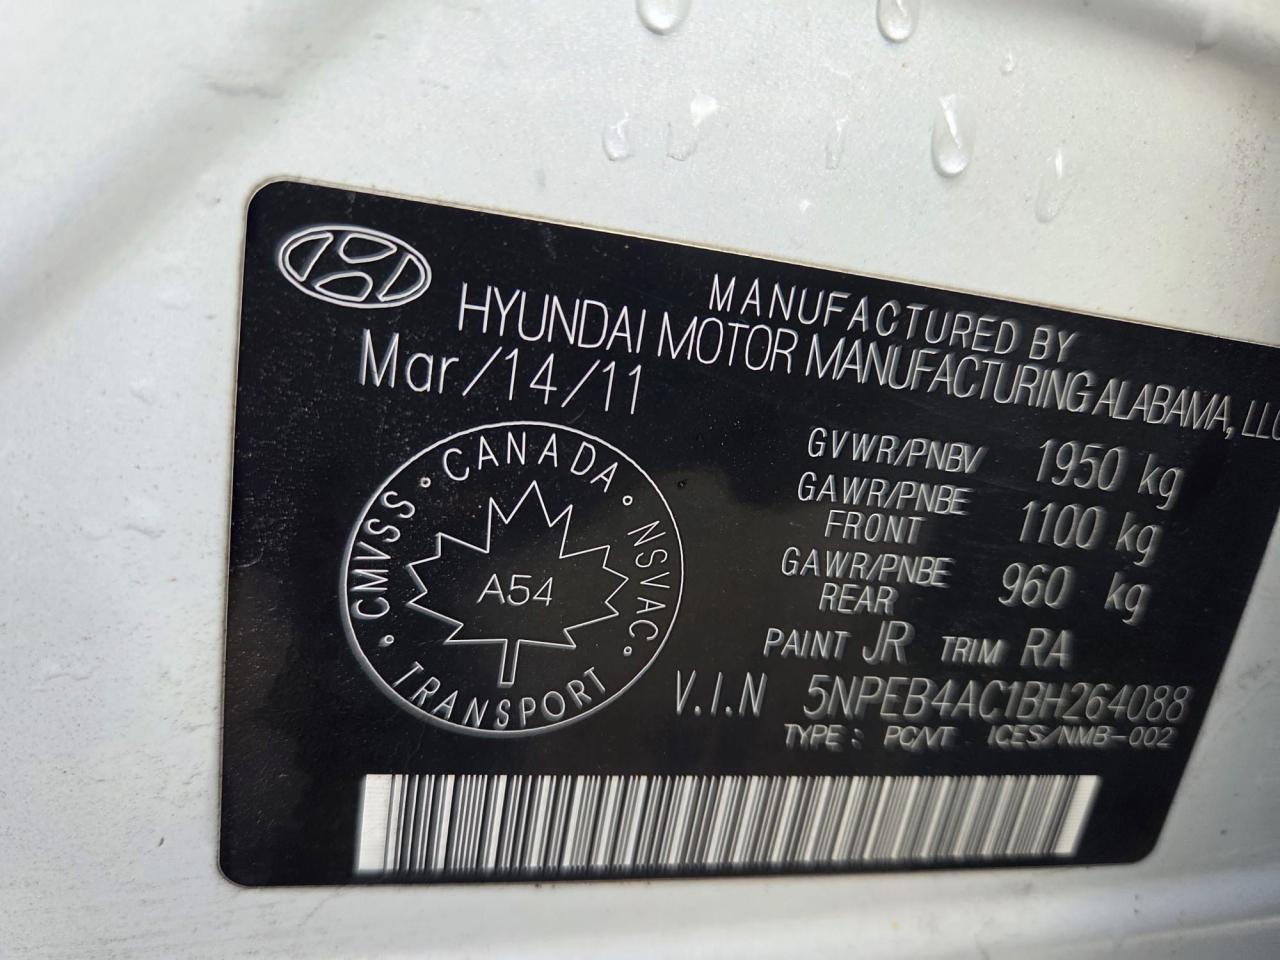 MANUFACTURED BY
HYUNDAI MOTOR MANUFACTURING ALABAMA, LLC
Mar/14/11
GVWR/PNBV 1950 kg
GAWR/PNBE FRONT 1100 kg
GAWR/PNBE REAR 960 kg
PAINT JR TRIM RA
V.I.N 5NPEB4AC1BH264088
TYPE : PC/VT ICES/NMB-002
CANADA · NSVAC · TRANSPORT · CMVSS ·
A54